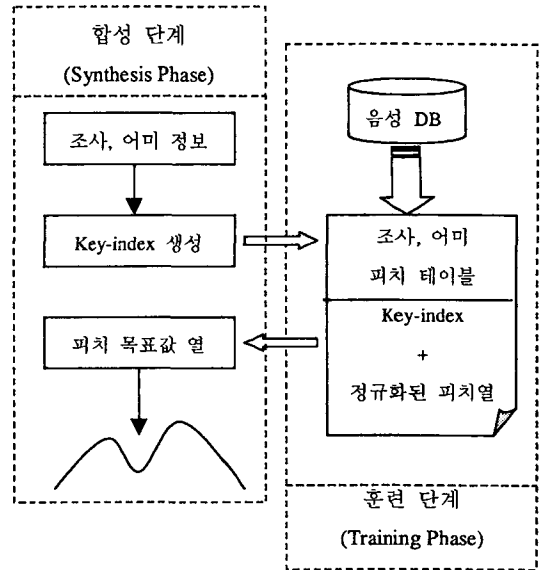 합성 단계
(Synthesis Phase)
조사, 어미 정보
Key-index 생성
피치 목표값 열
음성 DB
조사, 어미
피치 테이블
Key-index
+
정규화된 피치열
훈련 단계
(Training Phase)